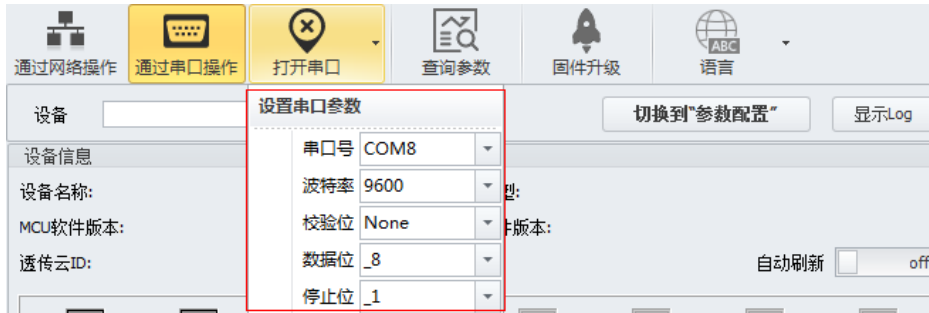 通过网络操作 通过串口操作 打开串口 查询参数 固件升级 ABC 语言
设备 设置串口参数 切换到"参数配置" 显示Log
设备信息
串口号 COM8
设备名称: 波特率 9600 型:
MCU软件版本: 校验位 None 件版本:
透传云ID: 数据位 _8 自动刷新 off
停止位 _1